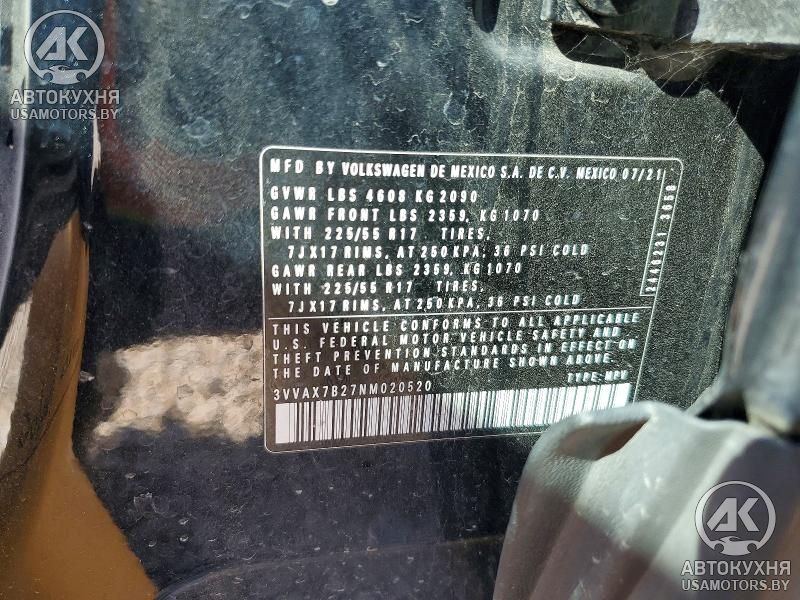 АК
АВТОКУХНЯ
USAMOTORS.BY
MFD BY VOLKSWAGEN DE MEXICO S.A. DE C.V. MEXICO 07/21
GVWR LBS 4608 KG 2090
GAWR FRONT LBS 2359, KG 1070
WITH 225/55 R17 TIRES,
7JX17 RIMS, AT 250 KPA, 36 PSI COLD
GAWR REAR LBS 2359, KG 1070
WITH 225/55 R17 TIRES,
7JX17 RIMS, AT 250 KPA, 36 PSI COLD
THIS VEHICLE CONFORMS TO ALL APPLICABLE
U.S. FEDERAL MOTOR VEHICLE SAFETY AND
THEFT PREVENTION STANDARDS IN EFFECT ON
THE DATE OF MANUFACTURE SHOWN ABOVE.
3VVAX7B27NM020520 TYPE: MPV
2448231 3658
АК
АВТОКУХНЯ
USAMOTORS.BY